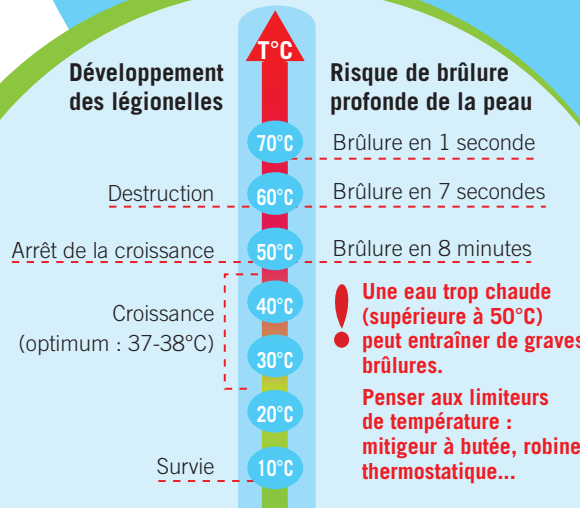 T°C
Développement
des légionelles
Risque de brûlure
profonde de la peau
70°C
Brûlure en 1 seconde
Destruction
60°C
Brûlure en 7 secondes
Arrêt de la croissance
50°C
Brûlure en 8 minutes
Croissance
(optimum : 37-38°C)
40°C
30°C
20°C
Survie
10°C
Une eau trop chaude
(supérieure à 50°C)
peut entraîner de graves
brûlures.
Penser aux limiteurs
de température :
mitigeur à butée, robine
thermostatique...